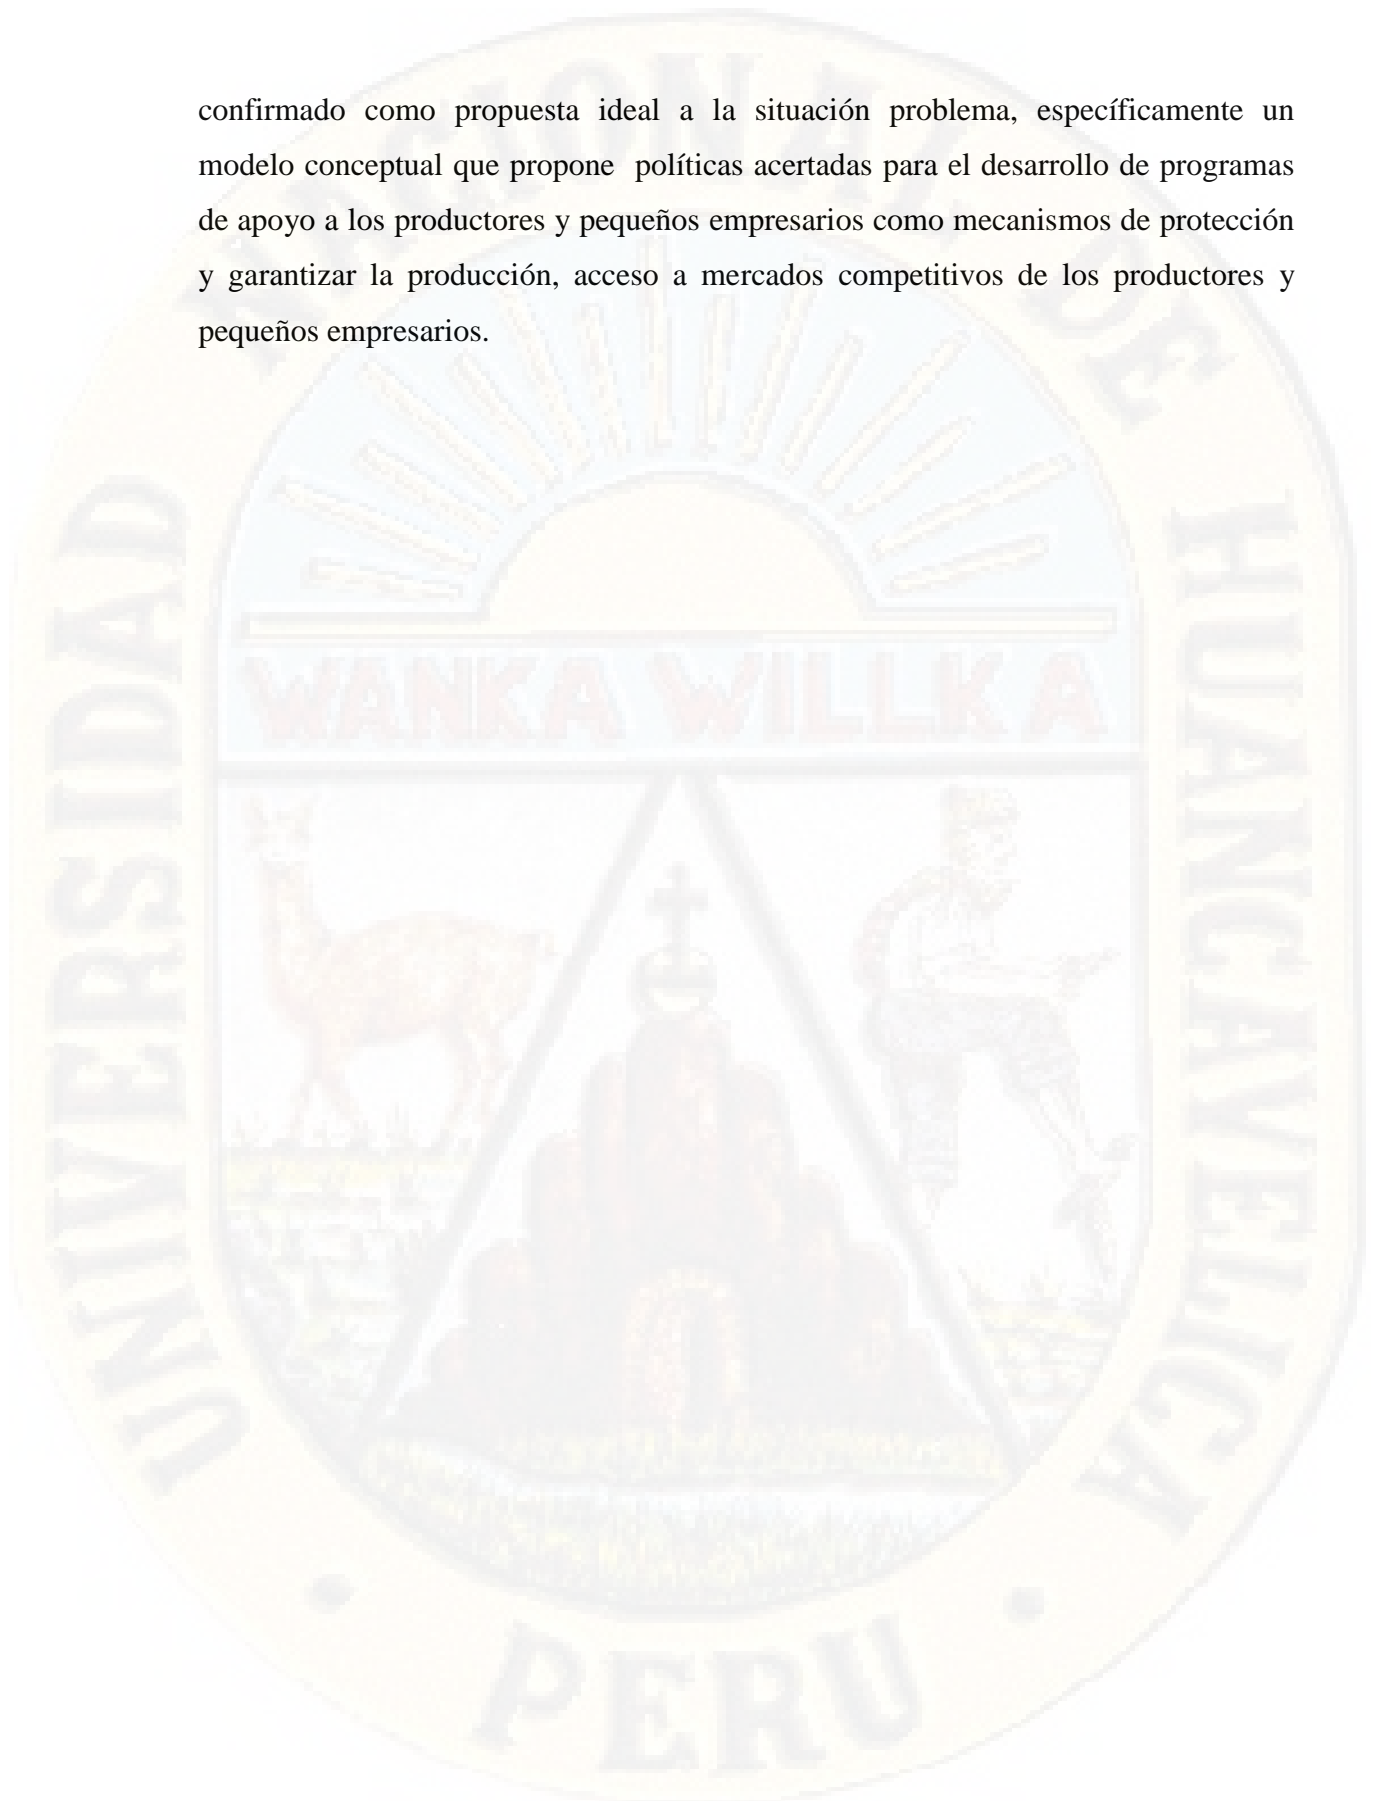 confirmado como propuesta ideal a la situación problema, específicamente un
modelo conceptual que propone políticas acertadas para el desarrollo de programas
de apoyo a los productores y pequeños empresarios como mecanismos de protección
y garantizar la producción, acceso a mercados competitivos de los productores y
pequeños empresarios.
UNIVERSIDAD NACIONAL DE HUANCAVELICA
WANKA WILLKA
PERU